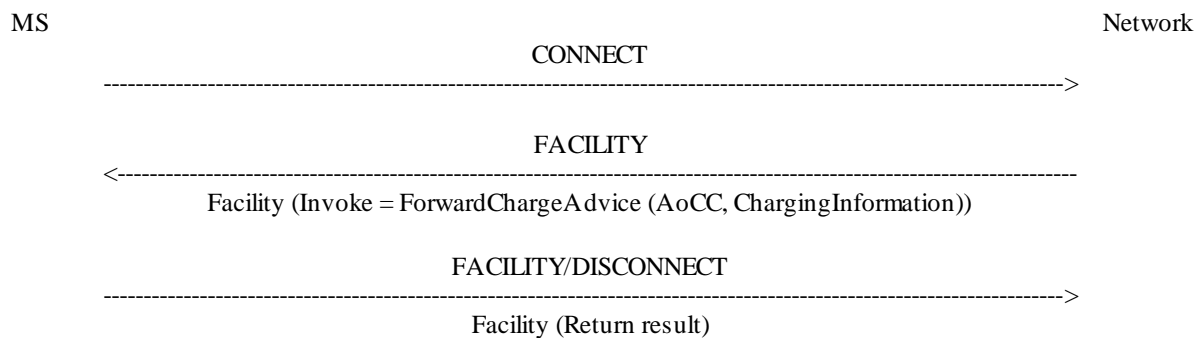 MS Network
CONNECT
------------------------------------------------------------------------------------------------------------------------>
FACILITY
<------------------------------------------------------------------------------------------------------------------------
Facility (Invoke = ForwardChargeAdvice (AoCC, ChargingInformation))
FACILITY/DISCONNECT
------------------------------------------------------------------------------------------------------------------------>
Facility (Return result)